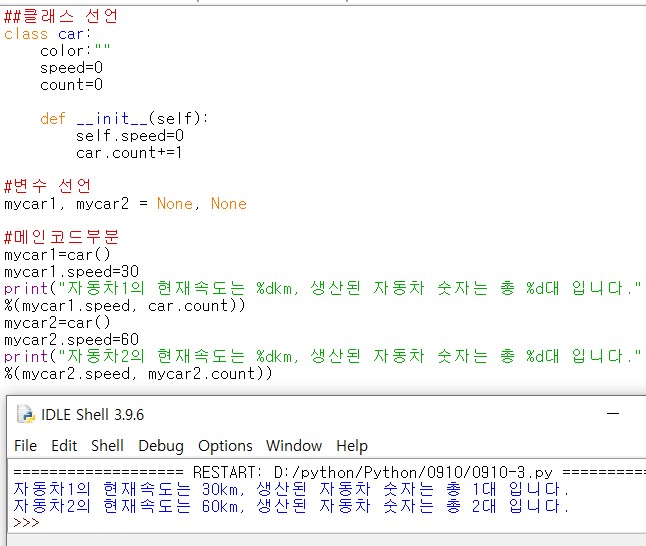 ##클래스 선언
class car:
    color:""
    speed=0
    count=0

    def __init__(self):
        self.speed=0
        car.count+=1

#변수 선언
mycar1, mycar2 = None, None

#메인코드부분
mycar1=car()
mycar1.speed=30
print("자동차1의 현재속도는 %dkm, 생산된 자동차 숫자는 총 %d대 입니다."
%(mycar1.speed, car.count))
mycar2=car()
mycar2.speed=60
print("자동차2의 현재속도는 %dkm, 생산된 자동차 숫자는 총 %d대 입니다."
%(mycar2.speed, mycar2.count))
IDLE Shell 3.9.6
File Edit Shell Debug Options Window Help
=================== RESTART: D:/python/Python/0910/0910-3.py ==========
자동차1의 현재속도는 30km, 생산된 자동차 숫자는 총 1대 입니다.
자동차2의 현재속도는 60km, 생산된 자동차 숫자는 총 2대 입니다.
>>>